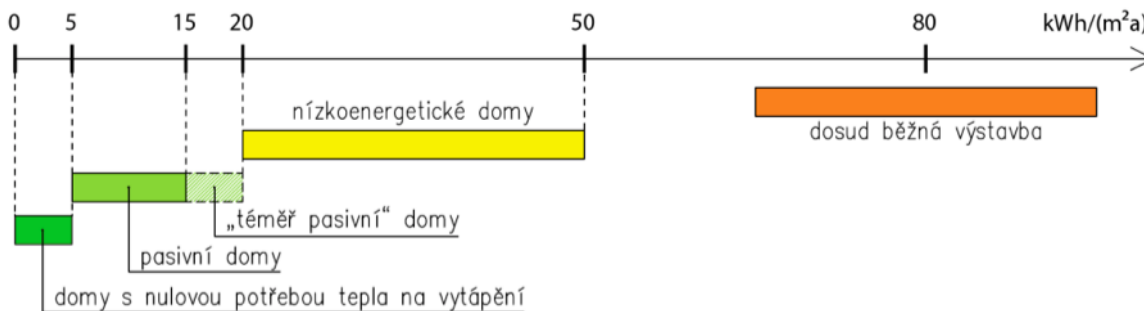 0 5 15 20 50 80 kWh/(m²a)
nízkoenergetické domy
dosud běžná výstavba
„téměř pasivní“ domy
pasivní domy
domy s nulovou potřebou tepla na vytápění